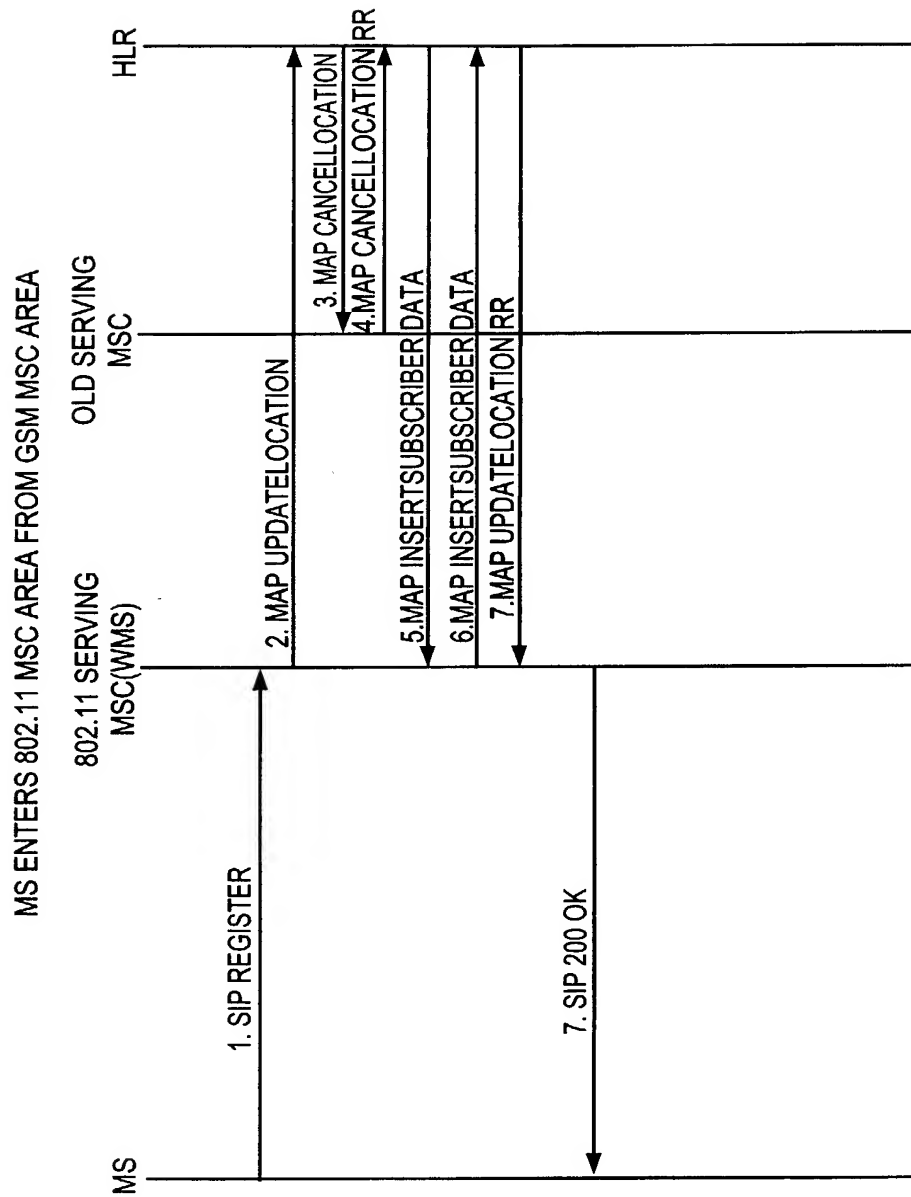 MS ENTERS 802.11 MSC AREA FROM GSM MSC AREA
MS
802.11 SERVING
MSC(WMS)
OLD SERVING
MSC
HLR
1. SIP REGISTER
2. MAP UPDATELOCATION
3. MAP CANCELLOCATION
4.MAP CANCELLOCATION RR
5.MAP INSERTSUBSCRIBER DATA
6.MAP INSERTSUBSCRIBER DATA
7.MAP UPDATELOCATION RR
7. SIP 200 OK